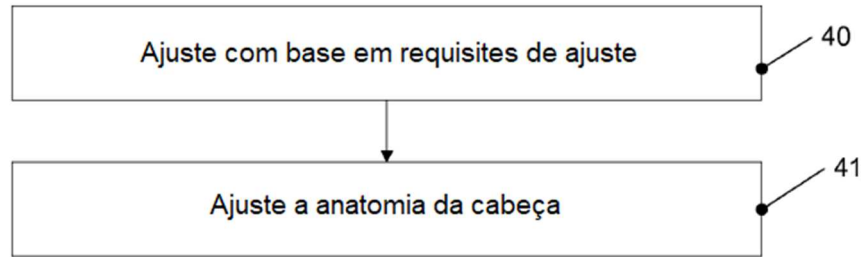 Ajuste com base em requisites de ajuste
40
Ajuste a anatomia da cabeça
41